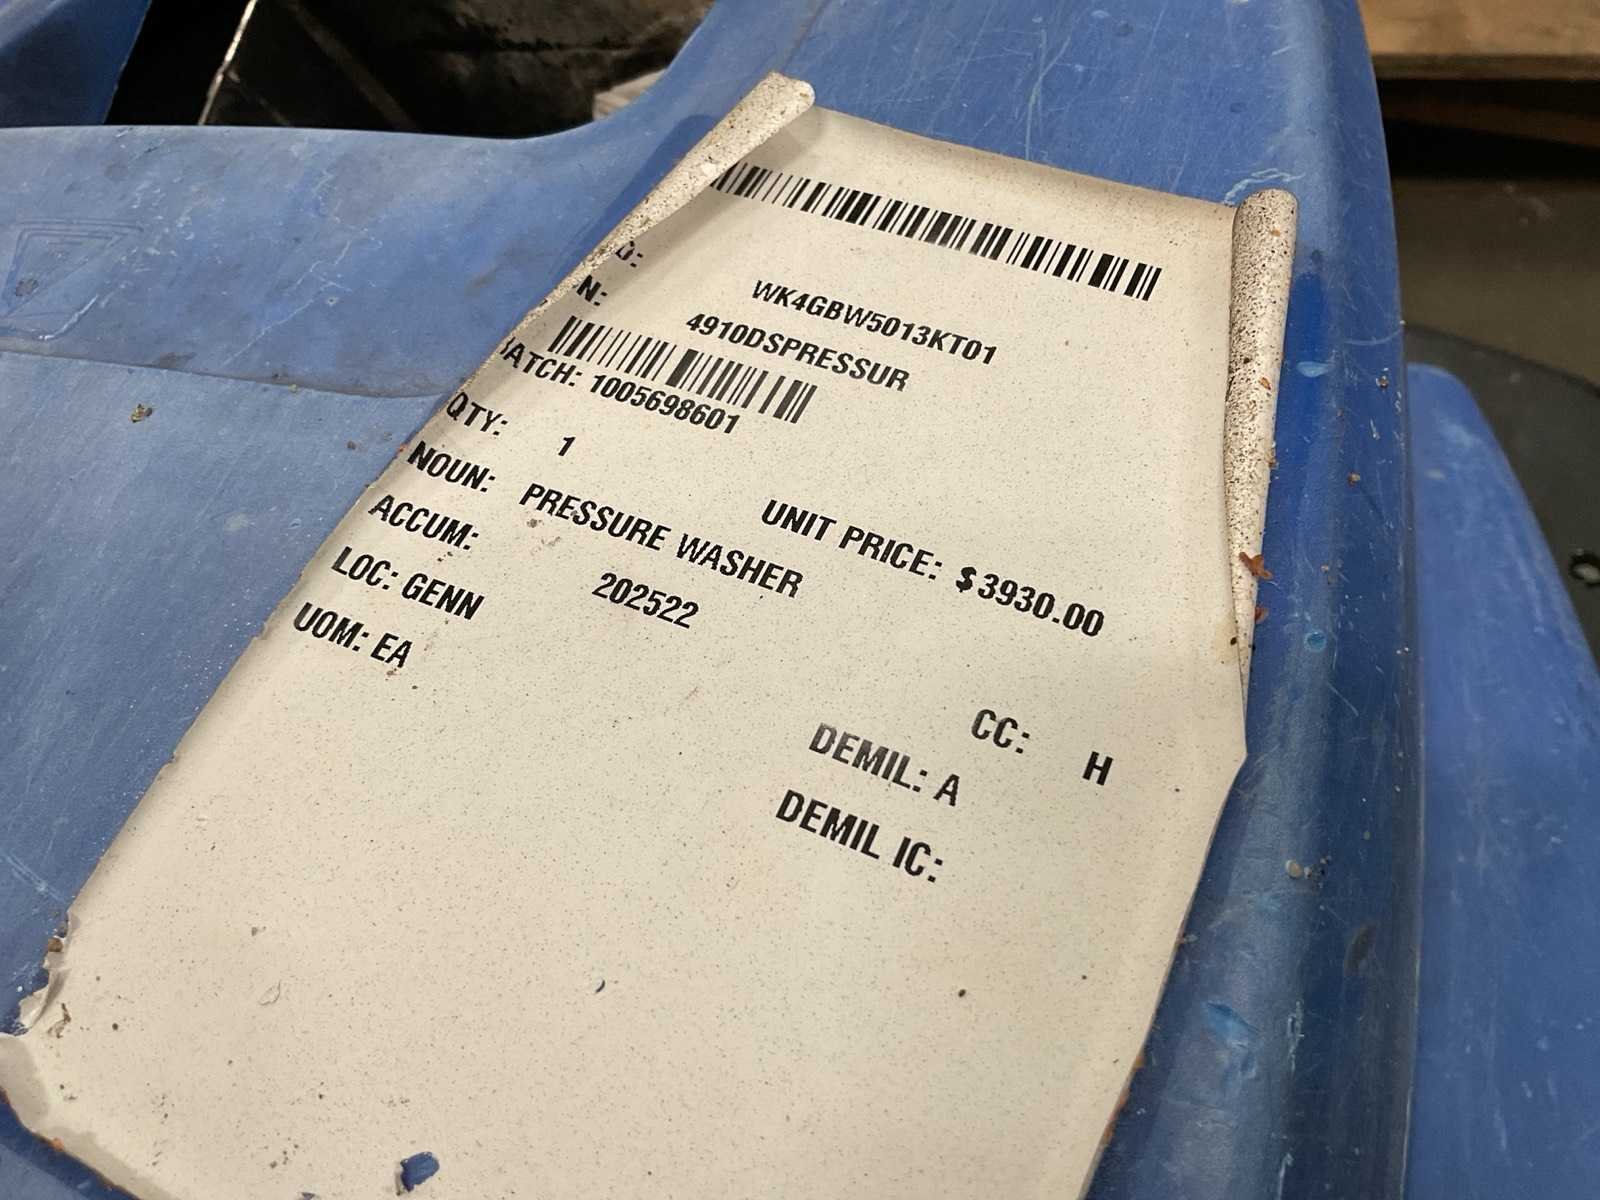 D: WK4GBW5013KT01
N: 4910DSPRESSUR
BATCH: 1005698601
QTY: 1 UNIT PRICE: $3930.00
NOUN: PRESSURE WASHER
ACCUM: 202522
LOC: GENN CC: H
UOM: EA DEMIL: A
DEMIL IC: